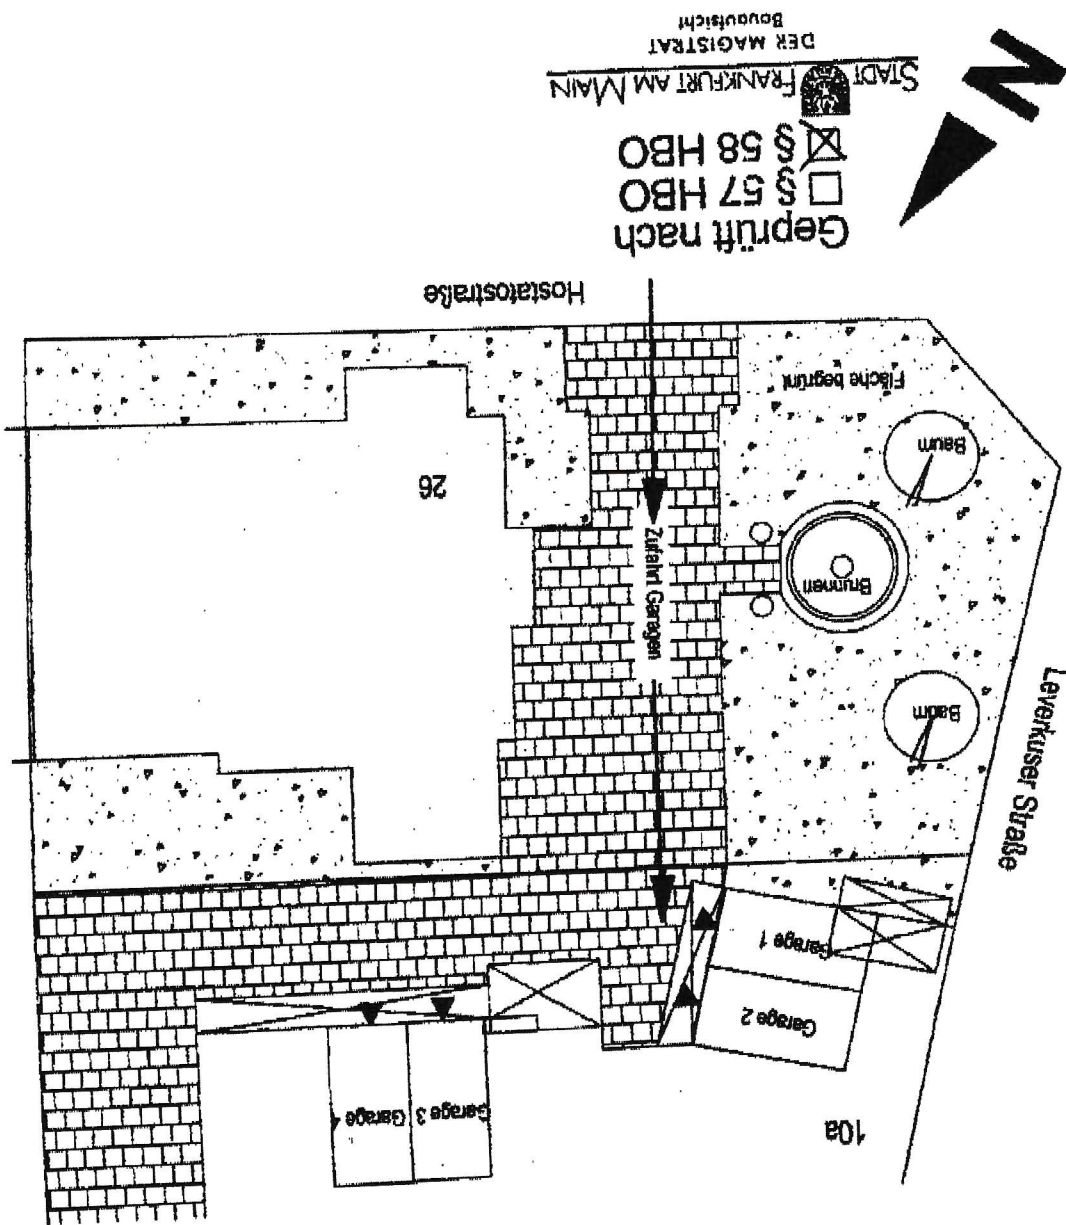 10a
Garage 2
Garage 1
Garage 3
Garage 4
Leverkuser Straße
Baum
Brunnen
Baum
Fläche begrünt
Zufahrt Garagen
26
Hostatostraße
Geprüft nach
§ 57 HBO
§ 58 HBO
STADT FRANKFURT AM MAIN
DER MAGISTRAT
Bauaufsicht
N